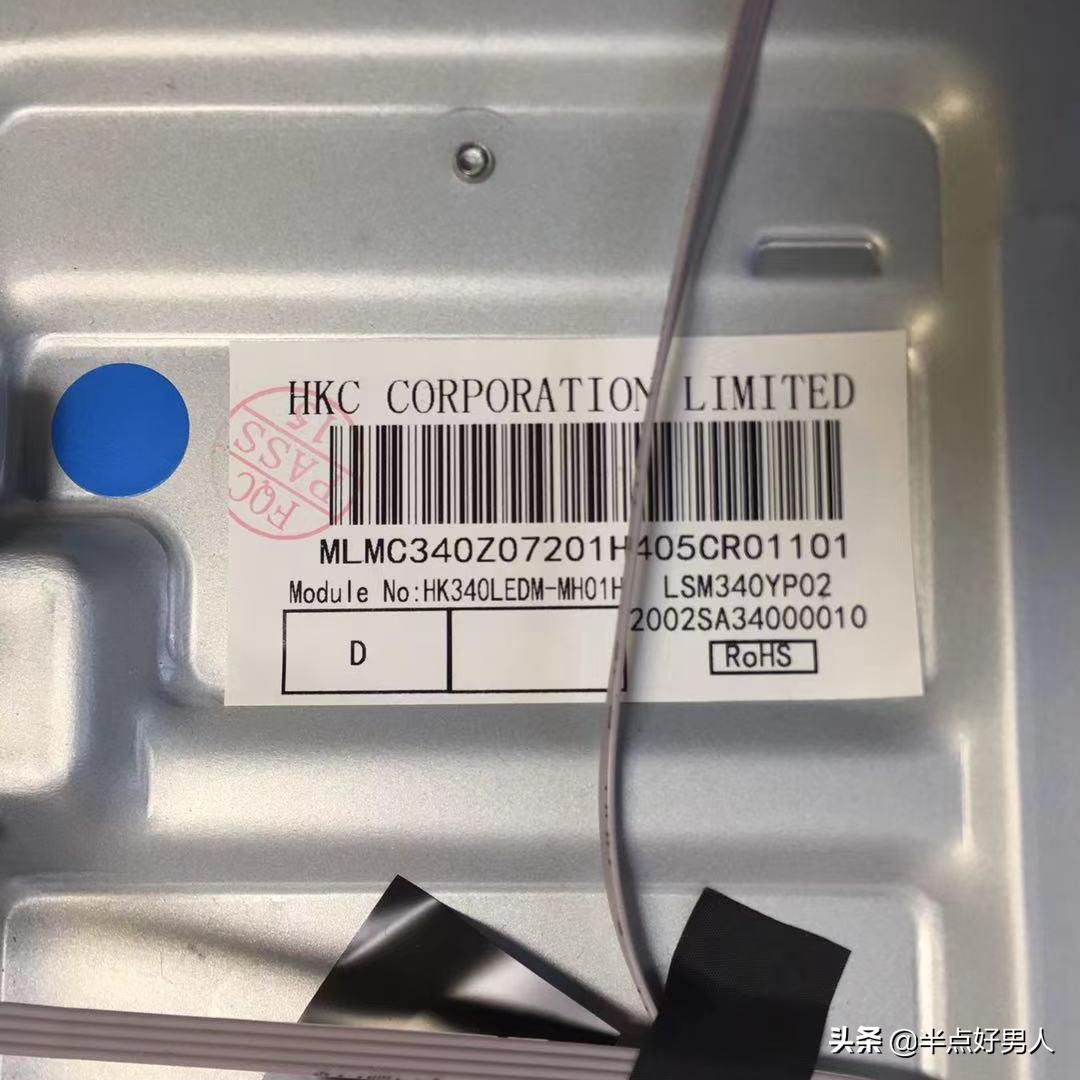 HKC CORPORATION LIMITED
FQC
PASS
15
MLMC340Z07201H405CR01101
Module No:HK340LEDM-MH01H LSM340YP02
2002SA34000010
D
RoHS
头条 @半点好男人